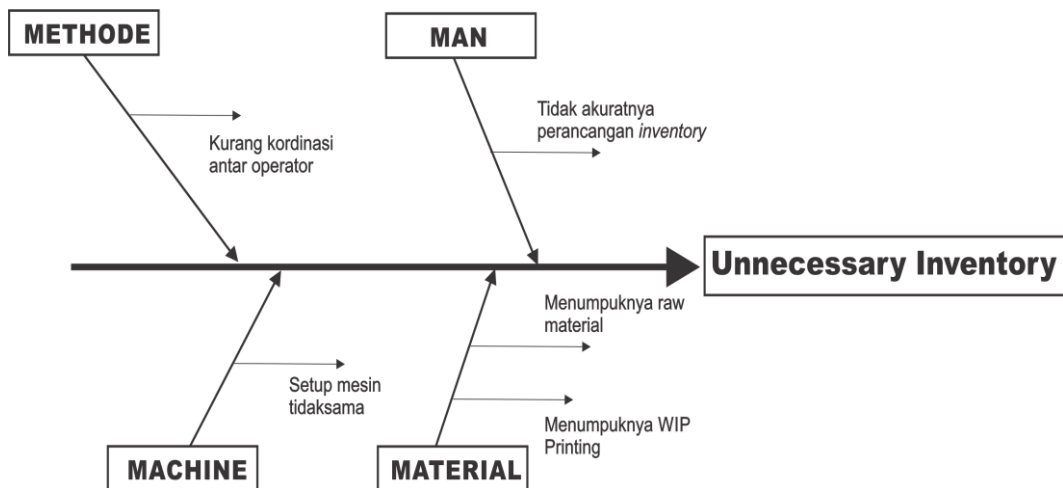 METHODE
MAN
Kurang kordinasi
antar operator
Tidak akuratnya
perancangan inventory
Unnecessary Inventory
Menumpuknya raw
material
Setup mesin
tidaksama
Menumpuknya WIP
Printing
MACHINE
MATERIAL